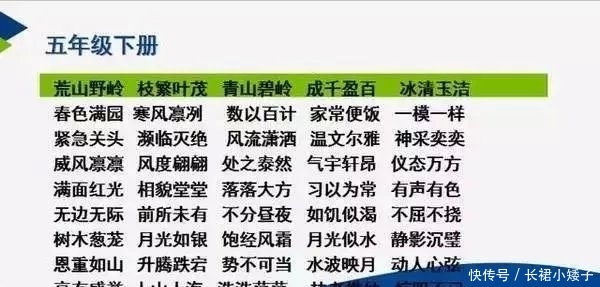 五年级下册
荒山野岭 枝繁叶茂 青山碧岭 成千盈百 冰清玉洁
春色满园 寒风凛冽 数以百计 家常便饭 一模一样
紧急关头 濒临灭绝 风流潇洒 温文尔雅 神采奕奕
威风凛凛 风度翩翩 处之泰然 气宇轩昂 仪态万方
满面红光 相貌堂堂 落落大方 习以为常 有声有色
无边无际 前所未有 不分昼夜 如饥似渴 不屈不挠
树木葱茏 月光如银 饱经风霜 月光似水 静影沉璧
恩重如山 升腾跌宕 势不可当 水波映月 动人心弦
快传号／长裙小矮子